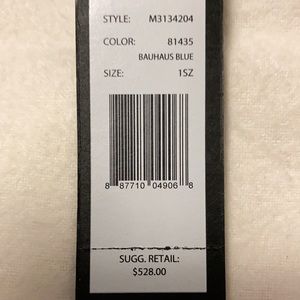 STYLE: M3134204
COLOR: 81435
BAUHAUS BLUE
SIZE: 1SZ
8 87710 04906 8
SUGG. RETAIL:
$528.00